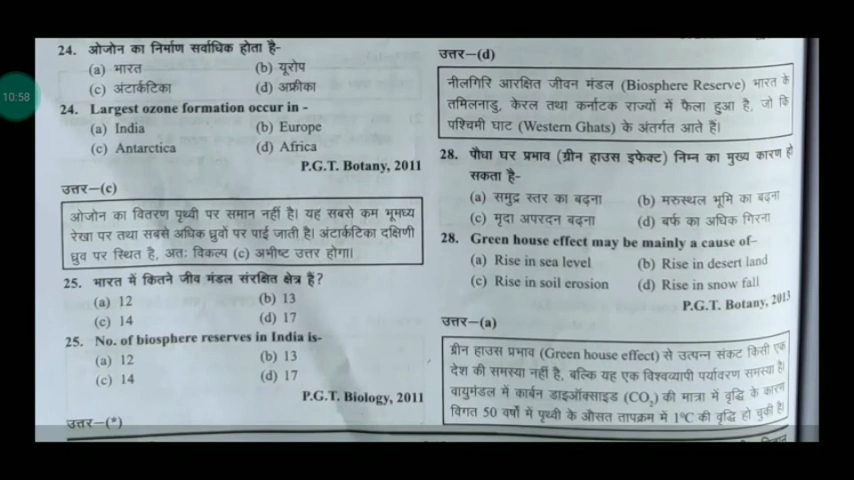 10:58
24. ओजोन का निर्माण सर्वाधिक होता है-
(a) भारत (b) यूरोप
(c) अंटार्कटिका (d) अफ्रीका
24. Largest ozone formation occur in -
(a) India (b) Europe
(c) Antarctica (d) Africa
P.G.T. Botany, 2011
उत्तर—(c)
ओजोन का वितरण पृथ्वी पर समान नहीं है। यह सबसे कम भूमध्य
रेखा पर तथा सबसे अधिक ध्रुवों पर पाई जाती है। अंटार्कटिका दक्षिणी
ध्रुव पर स्थित है, अतः विकल्प (c) अभीष्ट उत्तर होगा।
25. भारत में कितने जीव मंडल संरक्षित क्षेत्र हैं?
(a) 12 (b) 13
(c) 14 (d) 17
25. No. of biosphere reserves in India is-
(a) 12 (b) 13
(c) 14 (d) 17
P.G.T. Biology, 2011
उत्तर—(*)
उत्तर—(d)
नीलगिरि आरक्षित जीवन मंडल (Biosphere Reserve) भारत के
तमिलनाडु, केरल तथा कर्नाटक राज्यों में फैला हुआ है, जो कि
पश्चिमी घाट (Western Ghats) के अंतर्गत आते हैं।
28. पौधा घर प्रभाव (ग्रीन हाउस इफेक्ट) निम्न का मुख्य कारण हो
सकता है-
(a) समुद्र स्तर का बढ़ना (b) मरुस्थल भूमि का बढ़ना
(c) मृदा अपरदन बढ़ना (d) बर्फ का अधिक गिरना
28. Green house effect may be mainly a cause of–
(a) Rise in sea level (b) Rise in desert land
(c) Rise in soil erosion (d) Rise in snow fall
P.G.T. Botany, 2013
उत्तर—(a)
ग्रीन हाउस प्रभाव (Green house effect) से उत्पन्न संकट किसी एक
देश की समस्या नहीं है, बल्कि यह एक विश्वव्यापी पर्यावरण समस्या है।
वायुमंडल में कार्बन डाइऑक्साइड (CO₂) की मात्रा में वृद्धि के कारण
विगत 50 वर्षों में पृथ्वी के औसत तापक्रम में 1°C की वृद्धि हो चुकी है।